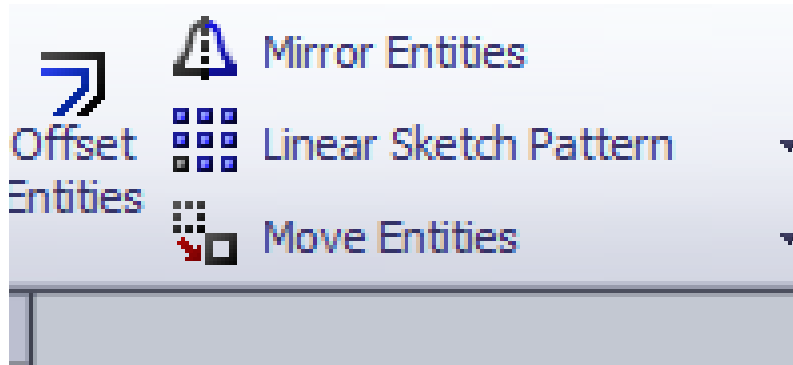 Offset
Entities
Mirror Entities
Linear Sketch Pattern
Move Entities